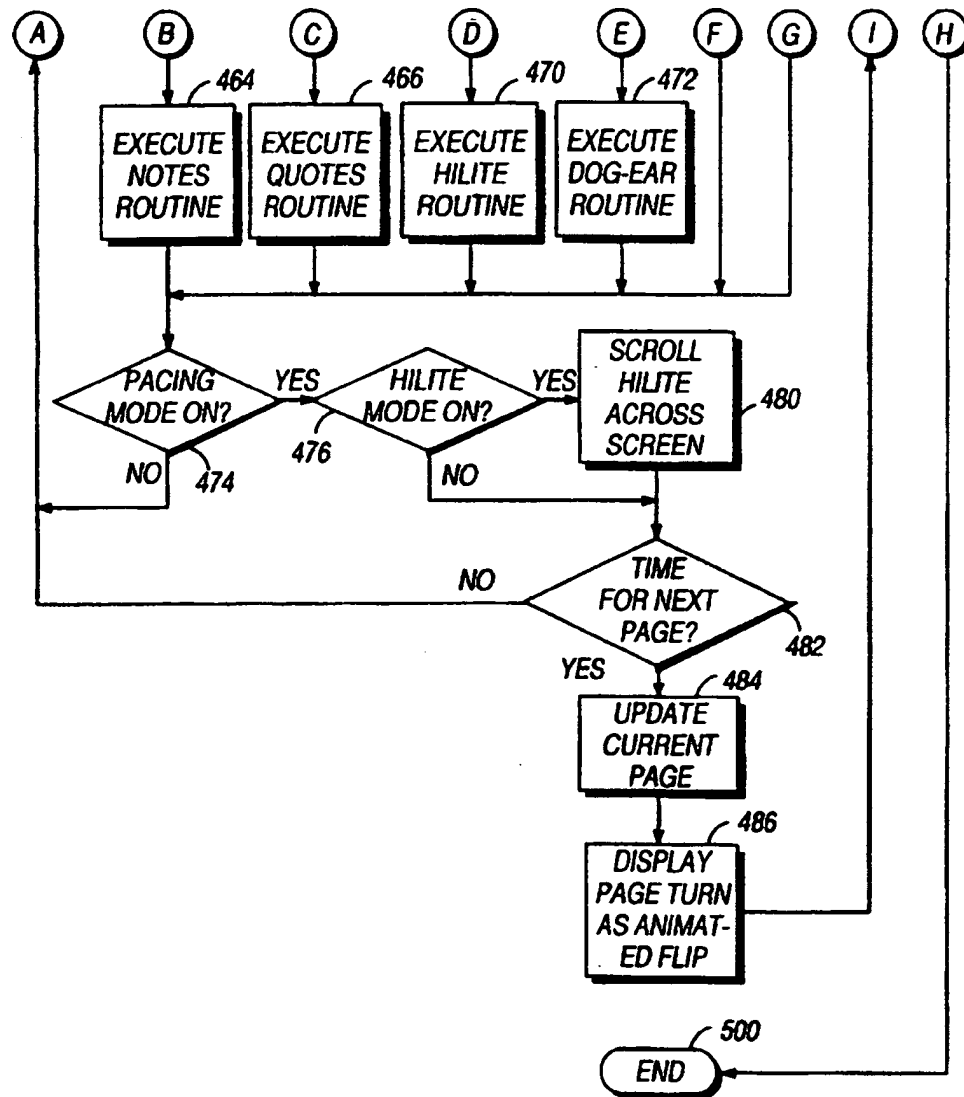 A B C D E F G I H
464 466 470 472
EXECUTE
NOTES
ROUTINE
EXECUTE
QUOTES
ROUTINE
EXECUTE
HILITE
ROUTINE
EXECUTE
DOG-EAR
ROUTINE
PACING
MODE ON?
YES
NO
474
HILITE
MODE ON?
YES
476
NO
SCROLL
HILITE
ACROSS
SCREEN
480
TIME
FOR NEXT
PAGE?
NO
482
YES
484
UPDATE
CURRENT
PAGE
486
DISPLAY
PAGE TURN
AS ANIMAT-
ED FLIP
500
END